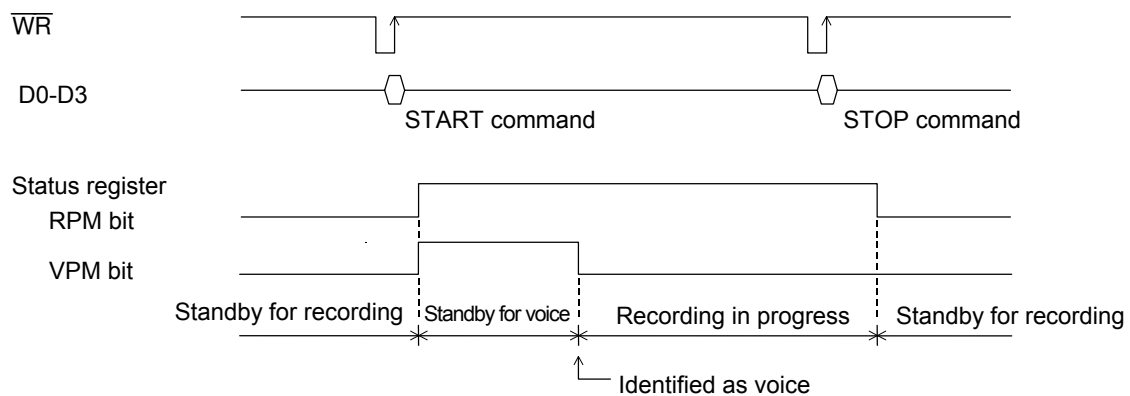 WR
D0-D3
START command
STOP command
Status register
RPM bit
VPM bit
Standby for recording
Standby for voice
Recording in progress
Standby for recording
Identified as voice